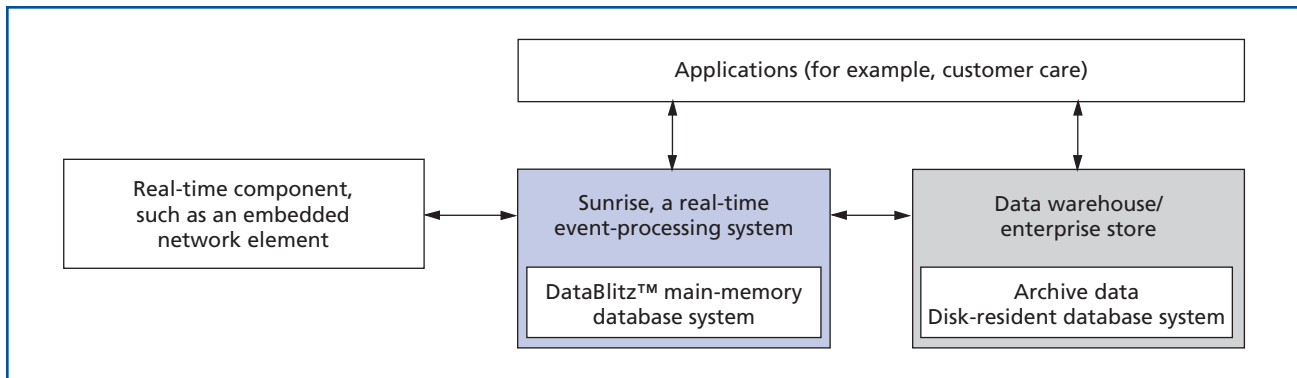 Applications (for example, customer care)
Real-time component,
such as an embedded
network element
Sunrise, a real-time
event-processing system
DataBlitz™ main-memory
database system
Data warehouse/
enterprise store
Archive data
Disk-resident database system